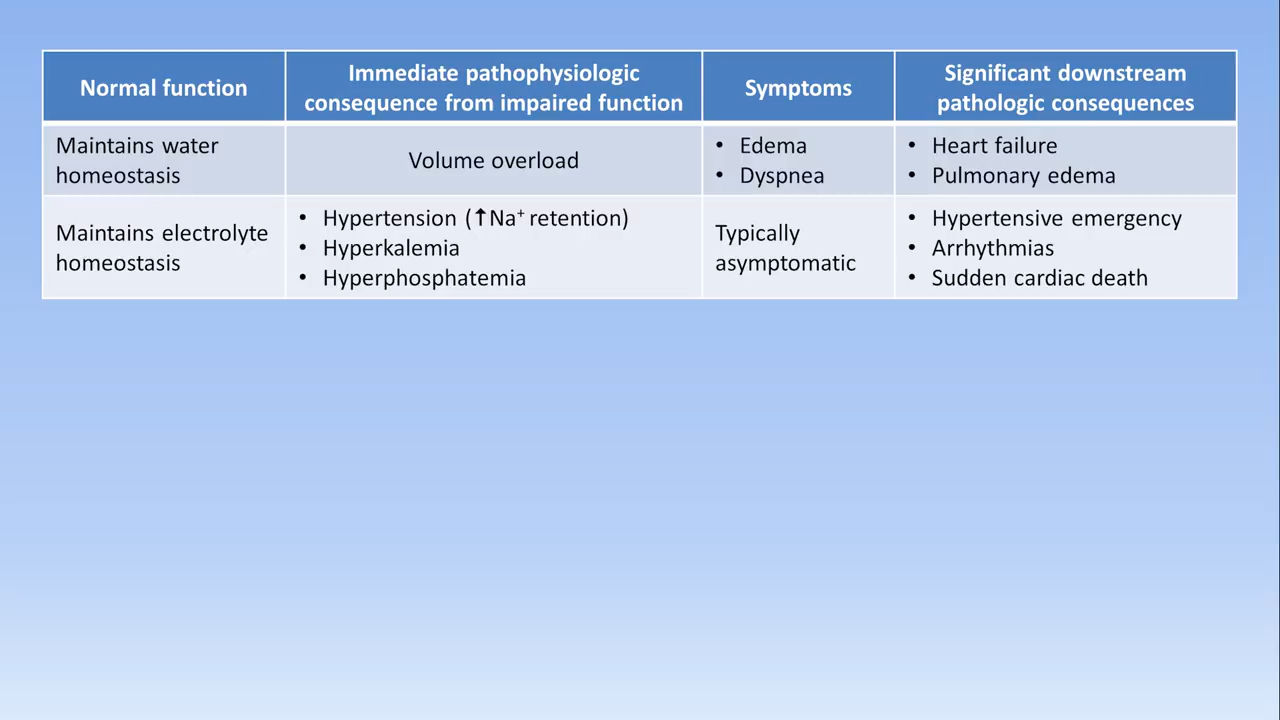 Normal function
Immediate pathophysiologic
consequence from impaired function
Symptoms
Significant downstream
pathologic consequences
Maintains water
homeostasis
Volume overload
• Edema
• Dyspnea
• Heart failure
• Pulmonary edema
Maintains electrolyte
homeostasis
• Hypertension (↑Na⁺ retention)
• Hyperkalemia
• Hyperphosphatemia
Typically
asymptomatic
• Hypertensive emergency
• Arrhythmias
• Sudden cardiac death